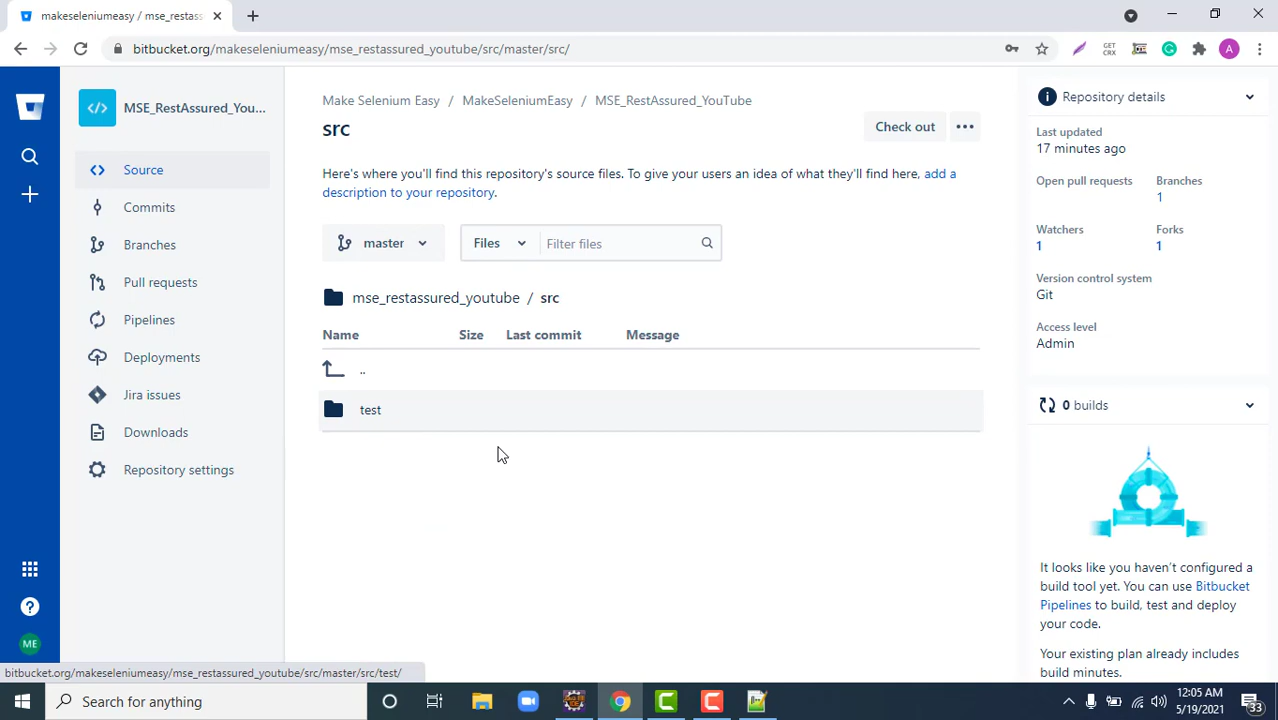 makeseleniumeasy / mse_restass
bitbucket.org/makeseleniumeasy/mse_restassured_youtube/src/master/src/
GET
CRX
A
MSE_RestAssured_You...
Source
Commits
Branches
Pull requests
Pipelines
Deployments
Jira issues
Downloads
Repository settings
ME
Make Selenium Easy / MakeSeleniumEasy / MSE_RestAssured_YouTube
src
Check out
Here's where you'll find this repository's source files. To give your users an idea of what they'll find here, add a
description to your repository.
master
Files
Filter files
mse_restassured_youtube / src
Name Size Last commit Message
..
test
Repository details
Last updated
17 minutes ago
Open pull requests Branches
1
Watchers Forks
1 1
Version control system
Git
Access level
Admin
0 builds
It looks like you haven't configured a
build tool yet. You can use Bitbucket
Pipelines to build, test and deploy
your code.
Your existing plan already includes
build minutes.
bitbucket.org/makeseleniumeasy/mse_restassured_youtube/src/master/src/test/
Search for anything
12:05 AM
5/19/2021
33